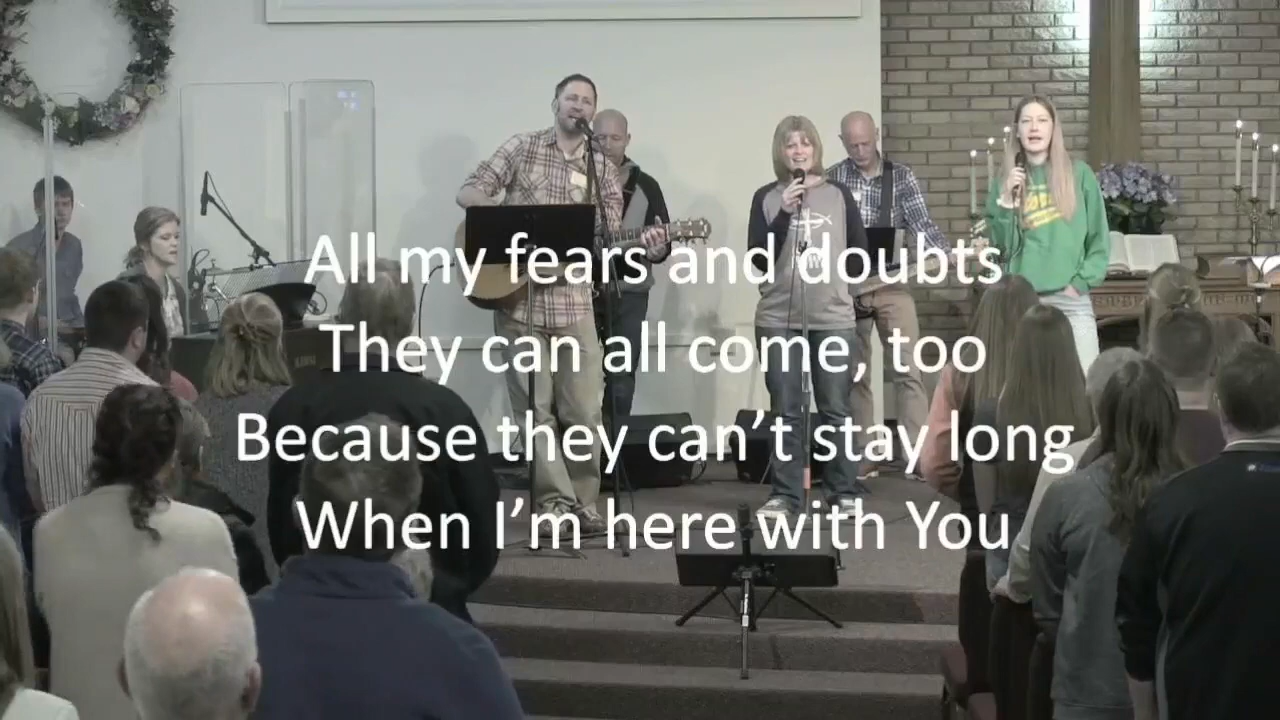 All my fears and doubts
They can all come, too
Because they can't stay long
When I'm here with You